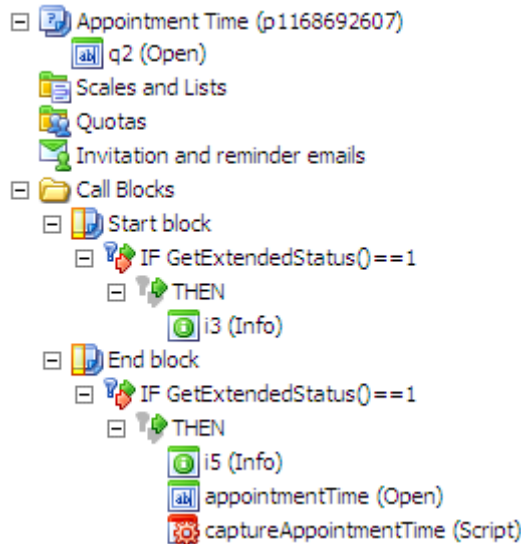 Appointment Time (p1168692607)
q2 (Open)
Scales and Lists
Quotas
Invitation and reminder emails
Call Blocks
Start block
IF GetExtendedStatus()==1
THEN
i3 (Info)
End block
IF GetExtendedStatus()==1
THEN
i5 (Info)
appointmentTime (Open)
captureAppointmentTime (Script)